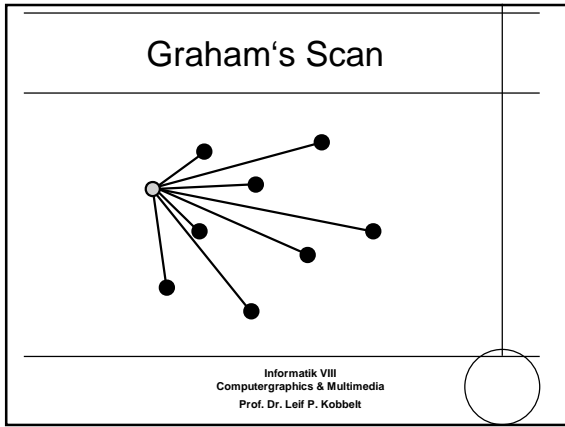 Graham‘s Scan
Informatik VIII
Computergraphics & Multimedia
Prof. Dr. Leif P. Kobbelt